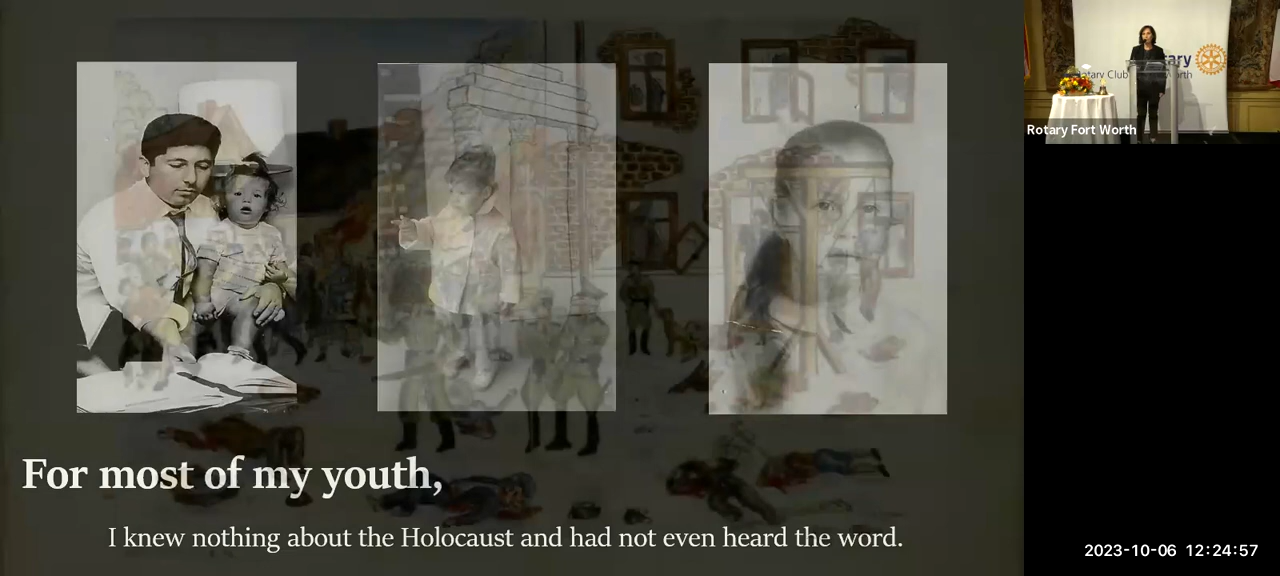 For most of my youth,
I knew nothing about the Holocaust and had not even heard the word.
Rotary Fort Worth
2023-10-06 12:24:57